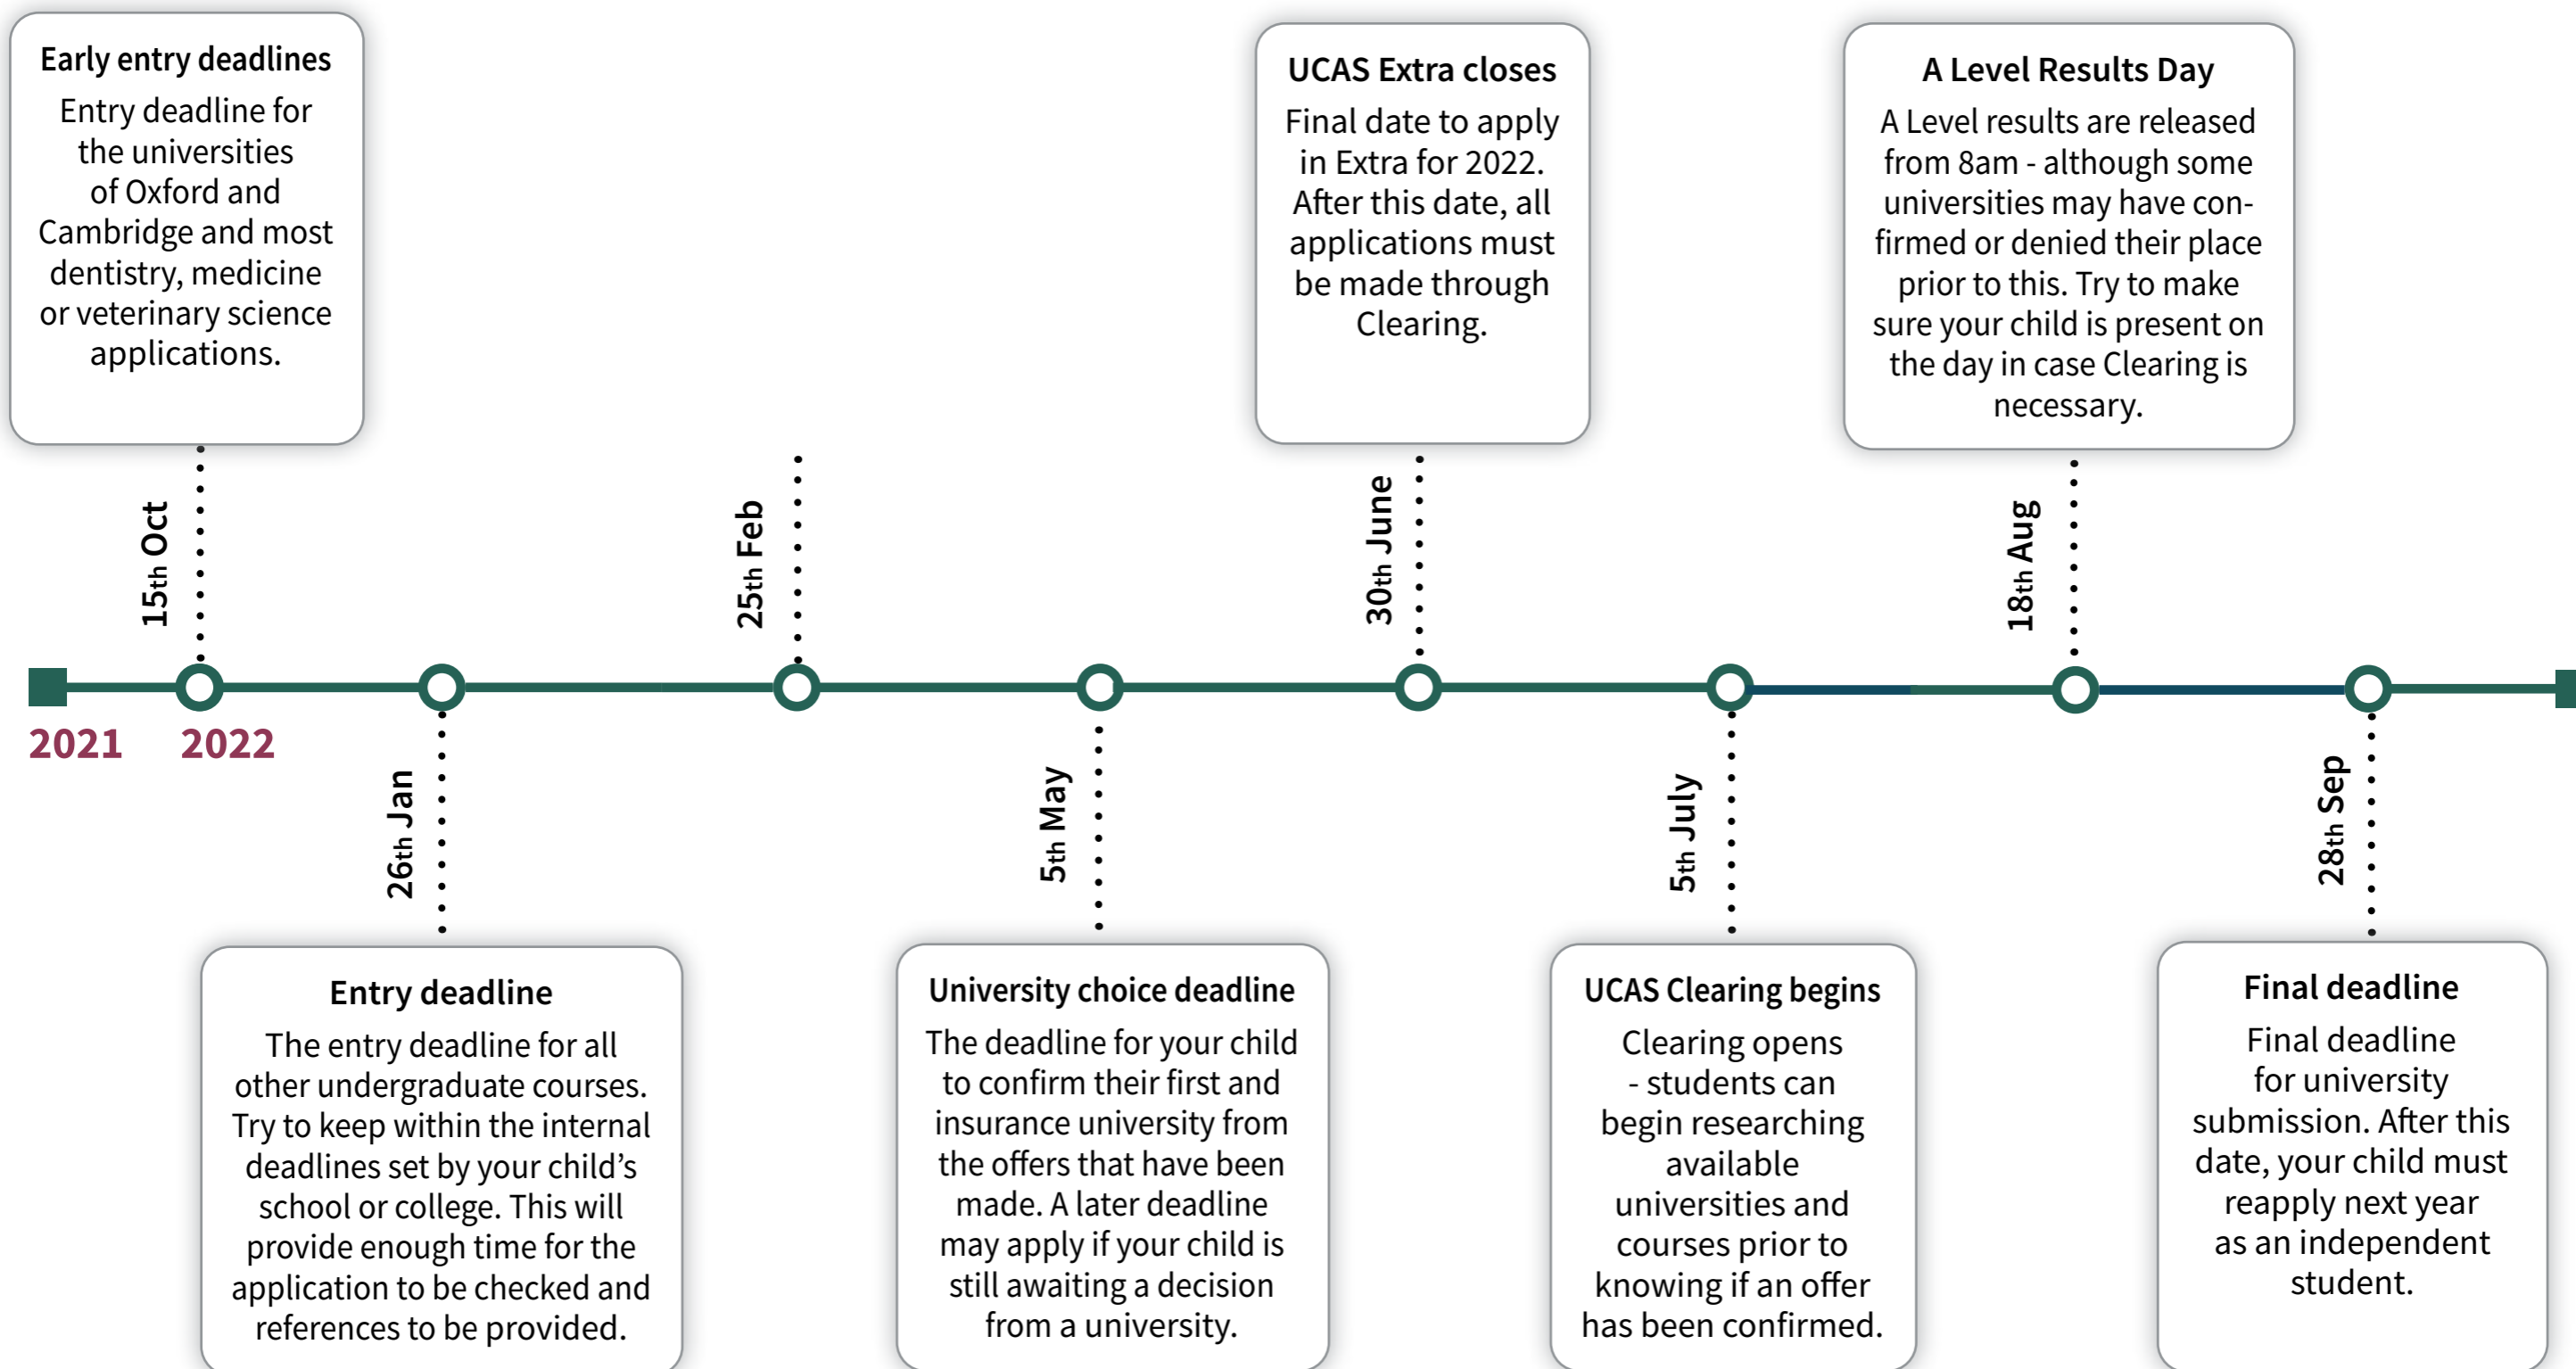 Early entry deadlines
Entry deadline for
the universities
of Oxford and
Cambridge and most
dentistry, medicine
or veterinary science
applications.
UCAS Extra closes
Final date to apply
in Extra for 2022.
After this date, all
applications must
be made through
Clearing.
A Level Results Day
A Level results are released
from 8am - although some
universities may have con-
firmed or denied their place
prior to this. Try to make
sure your child is present on
the day in case Clearing is
necessary.
15th Oct
25th Feb
30th June
18th Aug
2021
2022
26th Jan
5th May
5th July
28th Sep
Entry deadline
The entry deadline for all
other undergraduate courses.
Try to keep within the internal
deadlines set by your child’s
school or college. This will
provide enough time for the
application to be checked and
references to be provided.
University choice deadline
The deadline for your child
to confirm their first and
insurance university from
the offers that have been
made. A later deadline
may apply if your child is
still awaiting a decision
from a university.
UCAS Clearing begins
Clearing opens
- students can
begin researching
available
universities and
courses prior to
knowing if an offer
has been confirmed.
Final deadline
Final deadline
for university
submission. After this
date, your child must
reapply next year
as an independent
student.